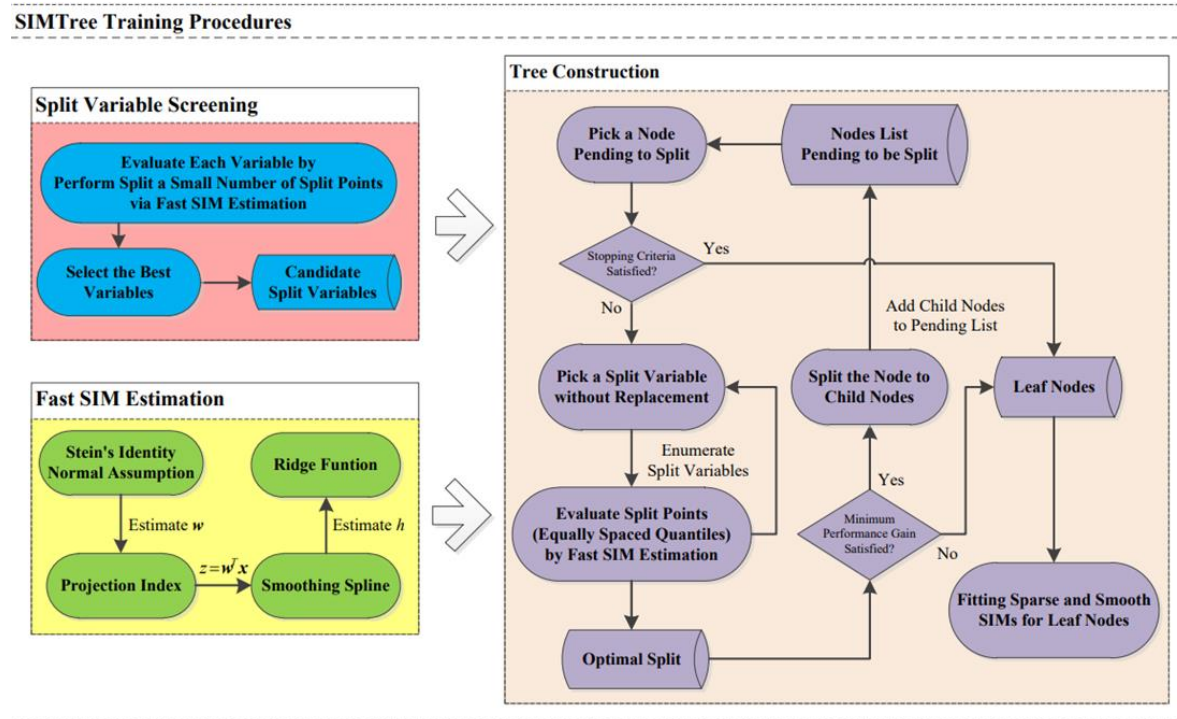 SIMTree Training Procedures
Split Variable Screening
Evaluate Each Variable by
Perform Split a Small Number of Split Points
via Fast SIM Estimation
Select the Best
Variables
Candidate
Split Variables
Fast SIM Estimation
Stein's Identity
Normal Assumption
Ridge Funtion
Estimate w
Estimate h
Projection Index
z=wᵀx
Smoothing Spline
Tree Construction
Pick a Node
Pending to Split
Nodes List
Pending to be Split
Stopping Criteria
Satisfied?
Yes
No
Add Child Nodes
to Pending List
Pick a Split Variable
without Replacement
Split the Node to
Child Nodes
Leaf Nodes
Enumerate
Split Variables
Yes
Evaluate Split Points
(Equally Spaced Quantiles)
by Fast SIM Estimation
Minimum
Performance Gain
Satisfied?
No
Fitting Sparse and Smooth
SIMs for Leaf Nodes
Optimal Split